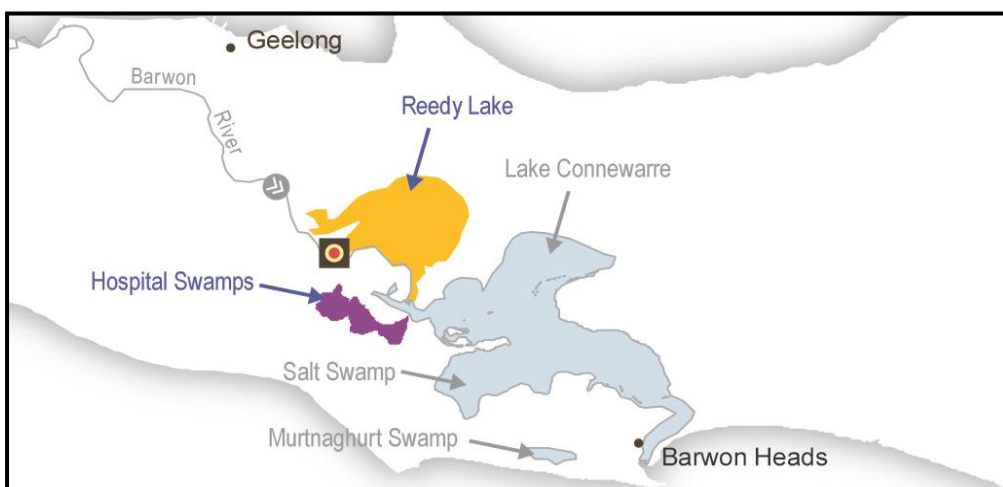 Geelong
Barwon
River
Reedy Lake
Lake Connewarre
Hospital Swamps
Salt Swamp
Murtnaghurt Swamp
Barwon Heads